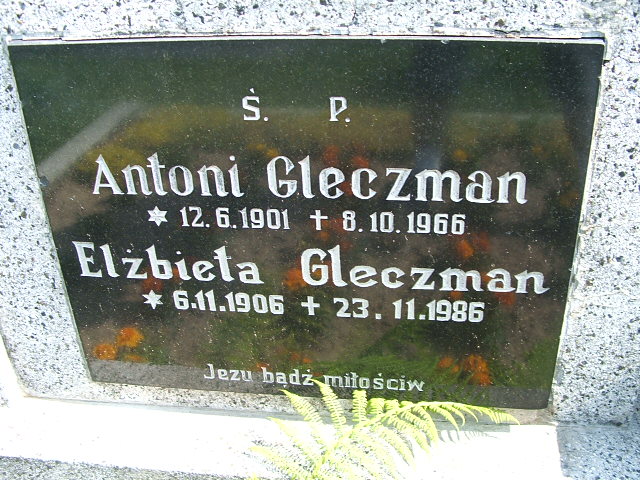 Ś. P.
Antoni Gleczman
* 12.6.1901 + 8.10.1966
Elżbieta Gleczman
* 6.11.1906 + 23.11.1986
Jezu bądź miłościw